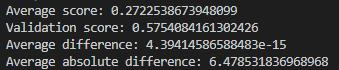 Average score: 0.2722538673948099
Validation score: 0.5754084161302426
Average difference: 4.39414586588483e-15
Average absolute difference: 6.478531836968968